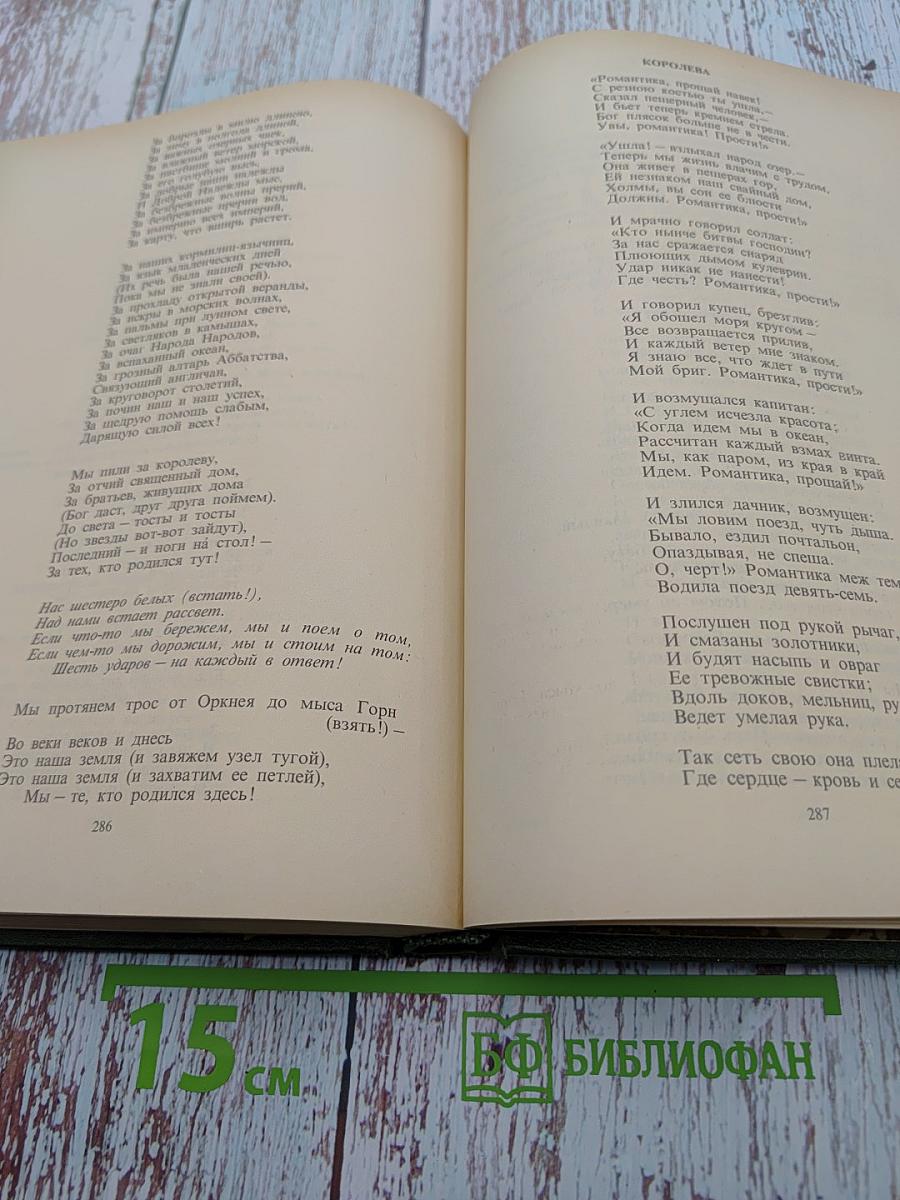 За наших кормилиц-язычниц,
За язык младенческих дней
(Их речь была нашей речью,
Пока мы не знали своей).
За прохладу открытой веранды,
За искры в морских волнах,
За пальмы при лунном свете,
За светляков в камышах,
За очаг Народа Народов,
За вспаханный океан,
За грозный алтарь Аббатства,
Связующий англичан,
За круговорот столетий,
За почин наш и наш успех,
За щедрую помощь слабым,
Дарящую силой всех!
Мы пили за королеву,
За отчий священный дом,
За братьев, живущих дома
(Бог даст, друг друга поймем).
До света — тосты и тосты
(Но звезды вот-вот зайдут),
Последний — и ноги на́ стол! —
За тех, кто родился тут!
Нас шестеро белых (встать!),
Над нами встает рассвет.
Если что-то мы бережем, мы и поем о том,
Если чем-то мы дорожим, мы и стоим на том:
Шесть ударов — на каждый в ответ!
Мы протянем трос от Оркнея до мыса Горн
(взять!) —
Во веки веков и днесь
Это наша земля (и завяжем узел тугой),
Это наша земля (и захватим ее петлей),
Мы — те, кто родился здесь!
286
КОРОЛЕВА
«Романтика, прощай навек!
С резною костью ты ушла,—
Сказал пещерный человек,—
И бьет теперь кремнем стрела.
Бог плясок больше не в чести.
Увы, романтика! Прости!»
«Ушла! — вздыхал народ озер.—
Теперь мы жизнь влачим с трудом,
Она живет в пещерах гор,
Ей незнаком наш свайный дом,
Холмы, вы сон ее блюсти
Должны. Романтика, прости!»
И мрачно говорил солдат:
«Кто нынче битвы господин?
За нас сражается снаряд
Плюющих дымом кулеврин.
Удар никак не нанести!
Где честь? Романтика, прости!»
И говорил купец, брезглив:
«Я обошел моря кругом —
Все возвращается прилив,
И каждый ветер мне знаком.
Я знаю все, что ждет в пути
Мой бриг. Романтика, прости!»
И возмущался капитан:
«С углем исчезла красота;
Когда идем мы в океан,
Рассчитан каждый взмах винта.
Мы, как паром, из края в край
Идем. Романтика, прощай!»
И злился дачник, возмущен:
«Мы ловим поезд, чуть дыша.
Бывало, ездил почтальон,
Опаздывая, не спеша.
О, черт!» Романтика меж тем
Водила поезд девять-семь.
Послушен под рукой рычаг,
И смазаны золотники,
И будят насыпь и овраг
Ее тревожные свистки;
Вдоль доков, мельниц, ру
Ведет умелая рука.
Так сеть свою она плела
Где сердце — кровь и се
287
15 см
БФ БИБЛИОФАН